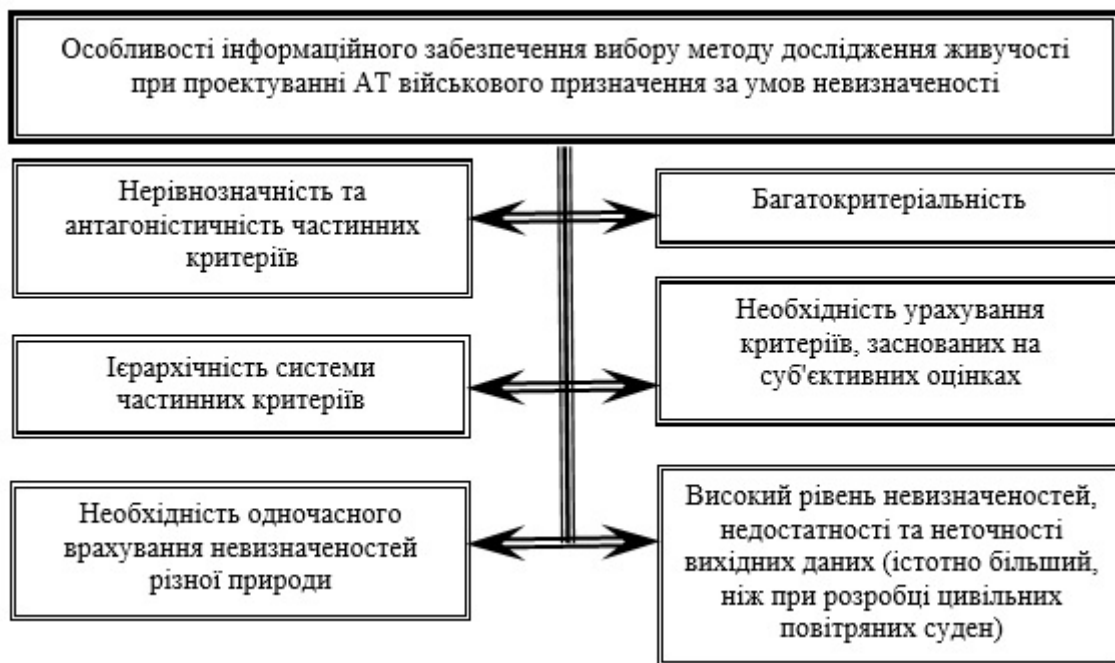 Особливості інформаційного забезпечення вибору методу дослідження живучості
при проектуванні АТ військового призначення за умов невизначеності
Нерівнозначність та
антагоністичність частинних
критеріїв
Багатокритеріальність
Ієрархічність системи
частинних критеріїв
Необхідність урахування
критеріїв, заснованих на
суб'єктивних оцінках
Необхідність одночасного
врахування невизначеностей
різної природи
Високий рівень невизначеностей,
недостатності та неточності
вихідних даних (істотно більший,
ніж при розробці цивільних
повітряних суден)